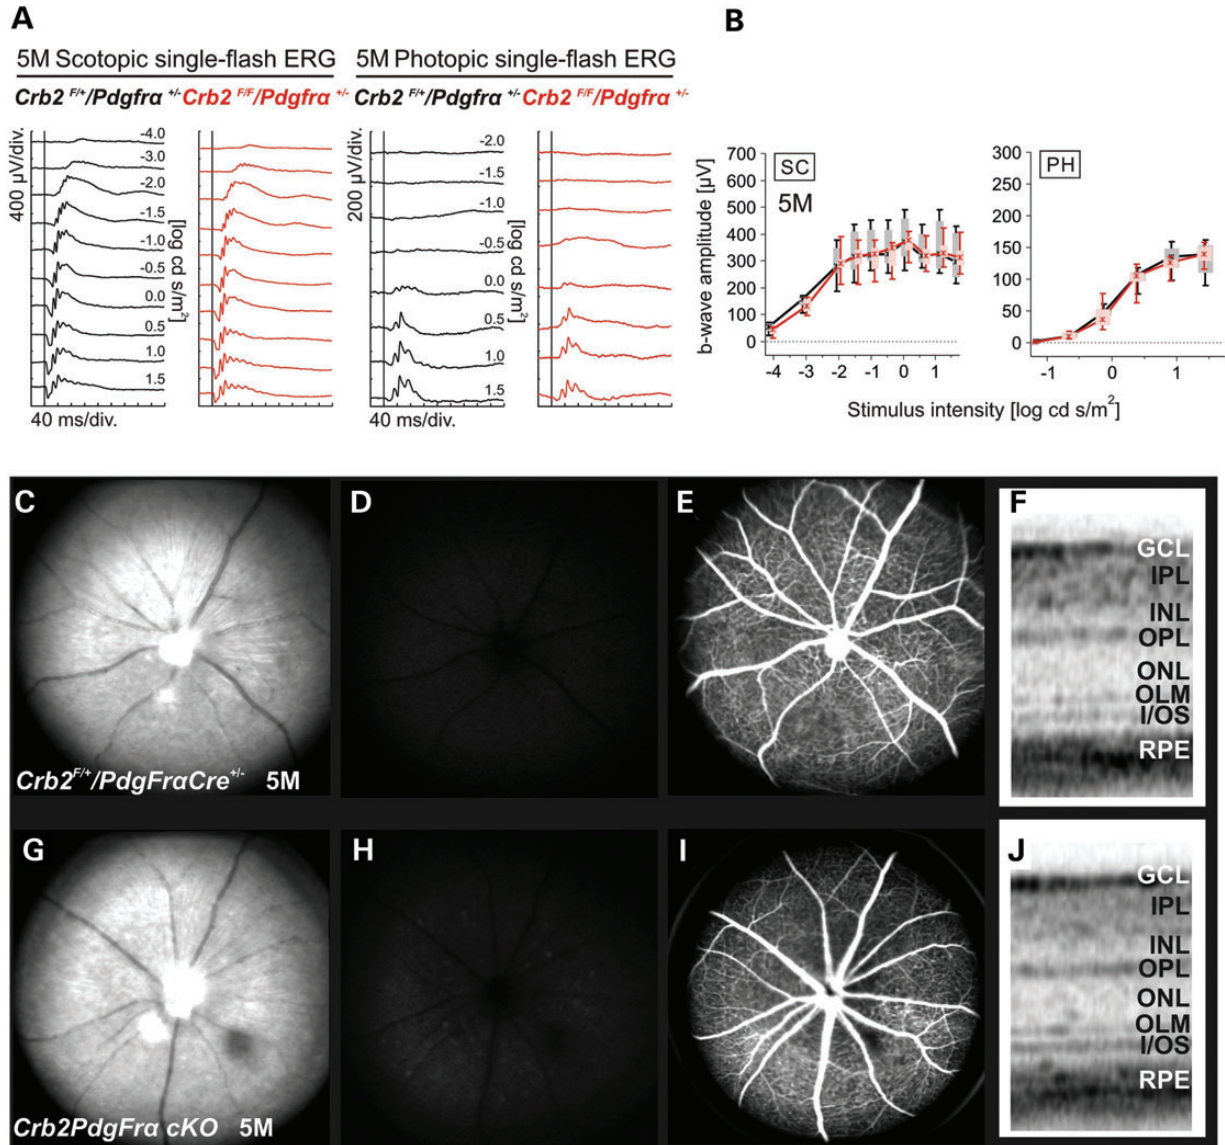 A
5M Scotopic single-flash ERG
5M Photopic single-flash ERG
Crb2 F/+/Pdgfrα +/-
Crb2 F/F/Pdgfrα +/-
Crb2 F/+/Pdgfrα +/-
Crb2 F/F/Pdgfrα +/-
400 µV/div.
-4.0
-3.0
-2.0
-1.5
-1.0
-0.5
0.0
0.5
1.0
1.5
[log cd s/m²]
40 ms/div.
200 µV/div.
-2.0
-1.5
-1.0
-0.5
0.0
0.5
1.0
1.5
[log cd s/m²]
40 ms/div.
B
b-wave amplitude [µV]
700
600
500
400
300
200
100
0
SC
5M
-4 -3 -2 -1 0 1
300
250
200
150
100
50
0
PH
-1 0 1
Stimulus intensity [log cd s/m²]
C
Crb2F/+/PdgFrαCre+/- 5M
D
E
F
GCL
IPL
INL
OPL
ONL
OLM
I/OS
RPE
G
Crb2PdgFrα cKO 5M
H
I
J
GCL
IPL
INL
OPL
ONL
OLM
I/OS
RPE